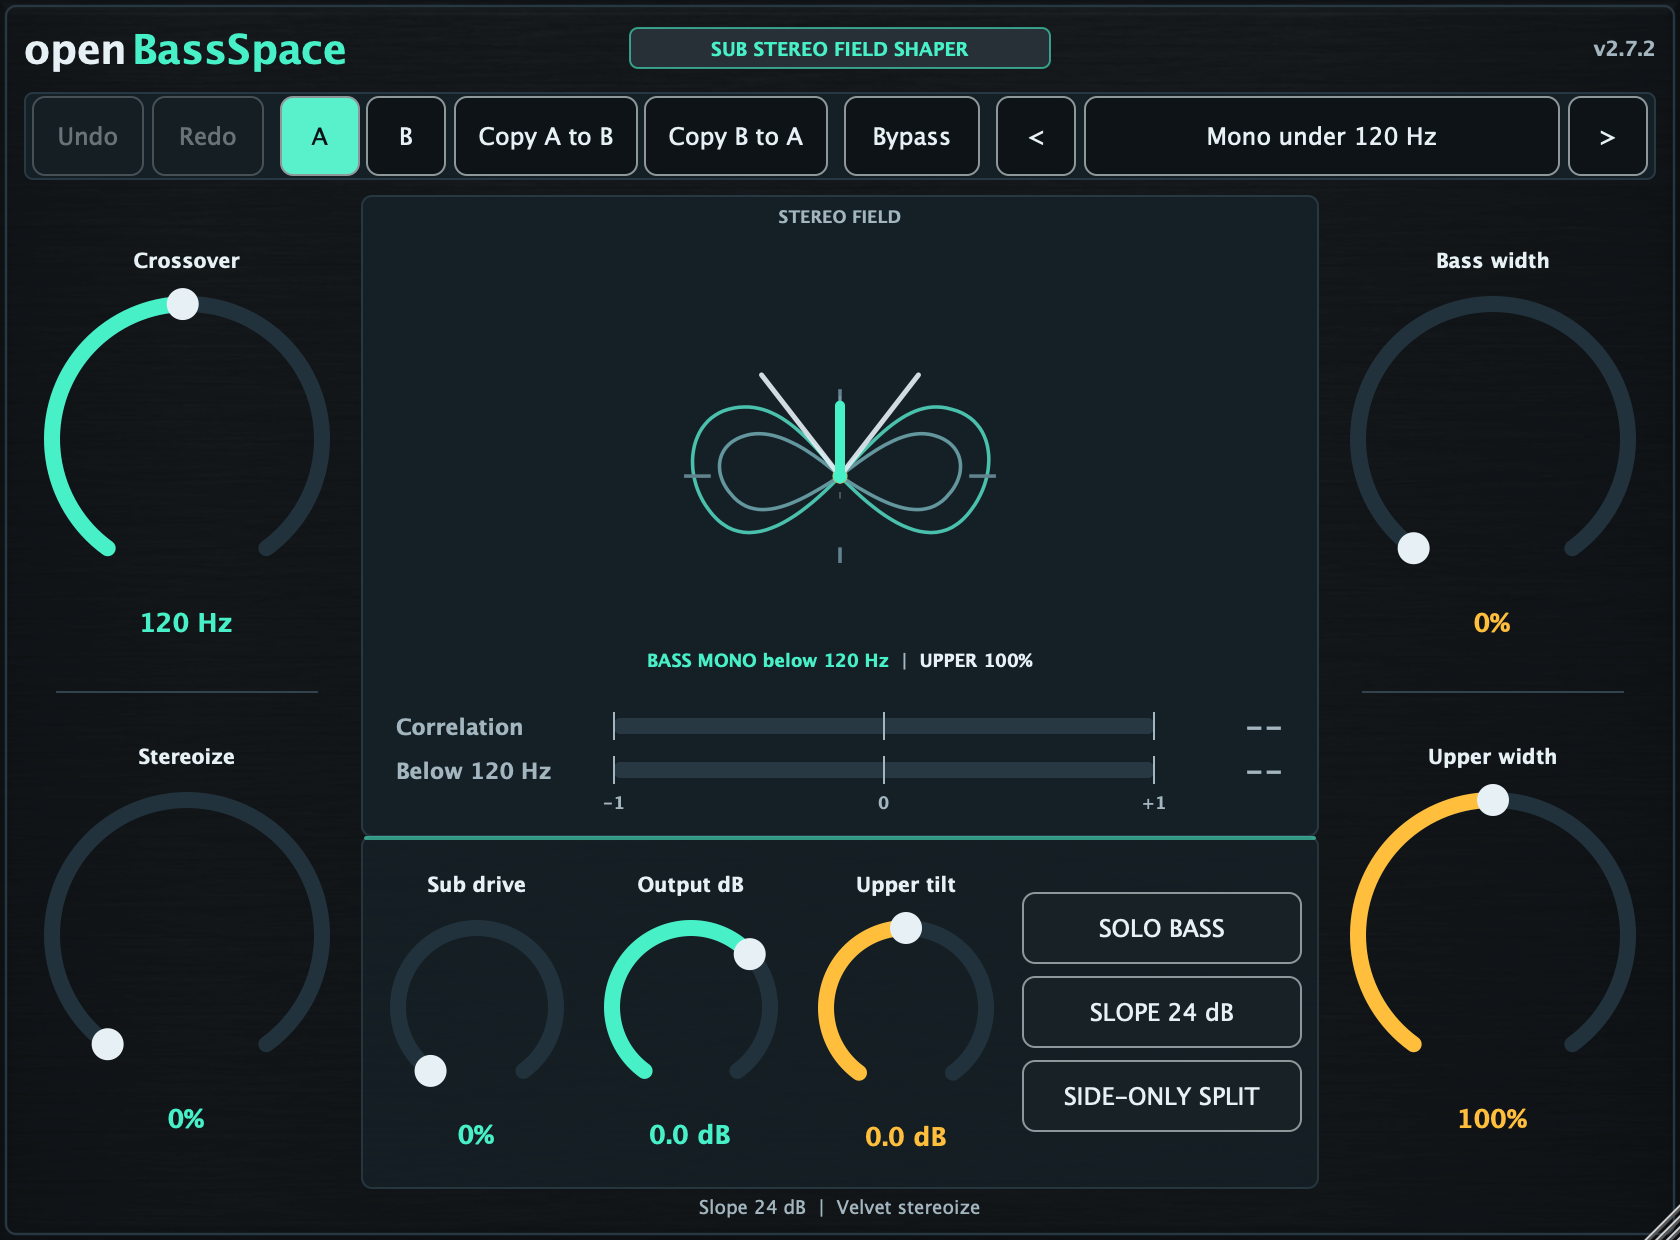 open BassSpace
SUB STEREO FIELD SHAPER
v2.7.2
Undo
Redo
A
B
Copy A to B
Copy B to A
Bypass
<
Mono under 120 Hz
>
STEREO FIELD
Crossover
120 Hz
Stereoize
0%
BASS MONO below 120 Hz | UPPER 100%
Correlation
--
Below 120 Hz
--
-1
0
+1
Sub drive
0%
Output dB
0.0 dB
Upper tilt
0.0 dB
SOLO BASS
SLOPE 24 dB
SIDE-ONLY SPLIT
Bass width
0%
Upper width
100%
Slope 24 dB | Velvet stereoize